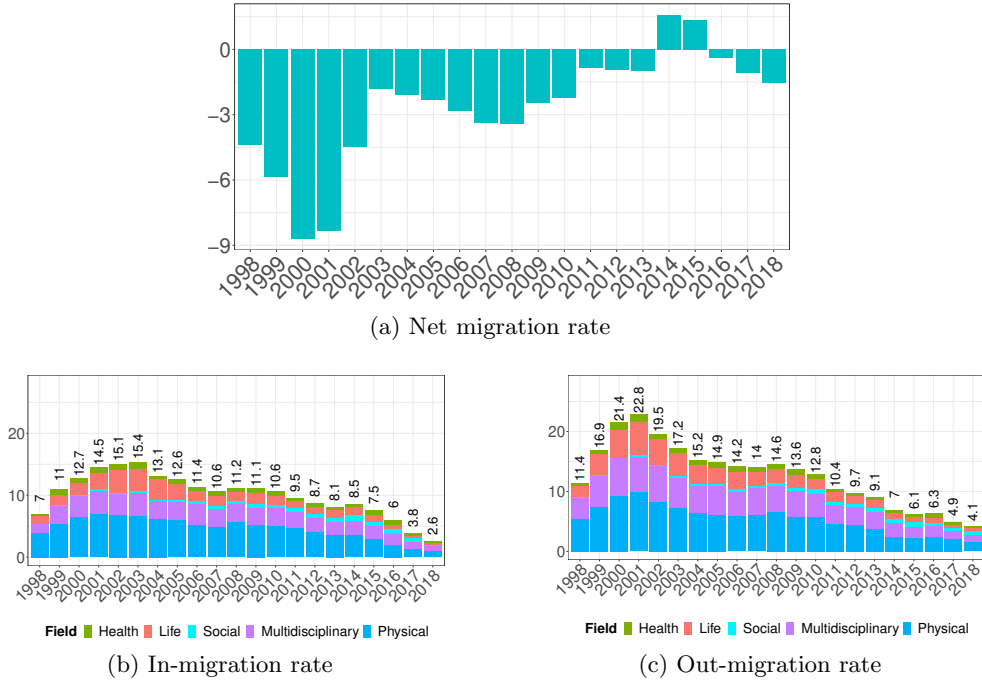 0
−3
−6
−9
1998 1999 2000 2001 2002 2003 2004 2005 2006 2007 2008 2009 2010 2011 2012 2013 2014 2015 2016 2017 2018
(a) Net migration rate
20
10
0
7 11 12.7 14.5 15.1 15.4 13.1 12.6 11.4 10.6 11.2 11.1 10.6 9.5 8.7 8.1 8.5 7.5 6 3.8 2.6
1998 1999 2000 2001 2002 2003 2004 2005 2006 2007 2008 2009 2010 2011 2012 2013 2014 2015 2016 2017 2018
Field Health Life Social Multidisciplinary Physical
(b) In-migration rate
20
10
0
11.4 16.9 21.4 22.8 19.5 17.2 15.2 14.9 14.2 14 14.6 13.6 12.8 10.4 9.7 9.1 7 6.1 6.3 4.9 4.1
1998 1999 2000 2001 2002 2003 2004 2005 2006 2007 2008 2009 2010 2011 2012 2013 2014 2015 2016 2017 2018
Field Health Life Social Multidisciplinary Physical
(c) Out-migration rate